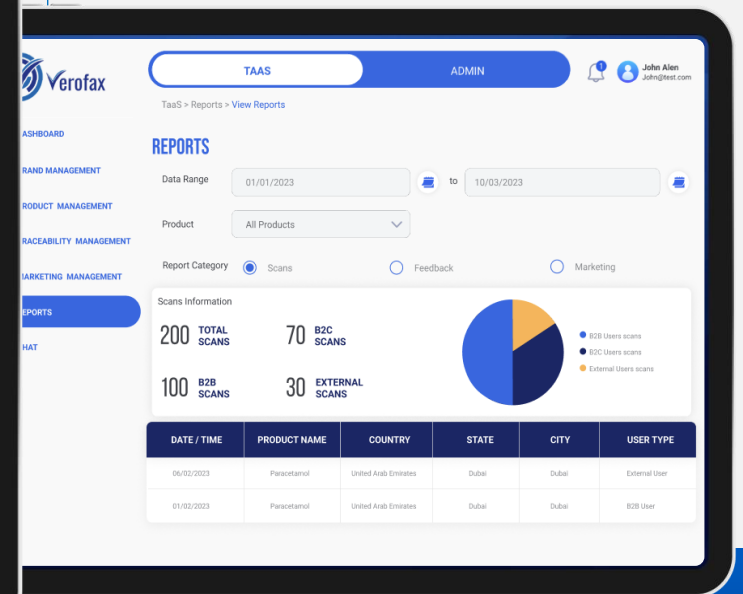 Verofax
TAAS
ADMIN
1
John Alen
John@test.com
TaaS > Reports > View Reports
ASHBOARD
RAND MANAGEMENT
RODUCT MANAGEMENT
RACEABILITY MANAGEMENT
IARKETING MANAGEMENT
EPORTS
HAT
REPORTS
Data Range
01/01/2023
to
10/03/2023
Product
All Products
Report Category
Scans
Feedback
Marketing
Scans Information
200 TOTAL SCANS
70 B2C SCANS
100 B2B SCANS
30 EXTERNAL SCANS
B2B Users scans
B2C Users scans
External Users scans
DATE / TIME PRODUCT NAME COUNTRY STATE CITY USER TYPE
06/02/2023 Paracetamol United Arab Emirates Dubai Dubai External User
01/02/2023 Paracetamol United Arab Emirates Dubai Dubai B2B User